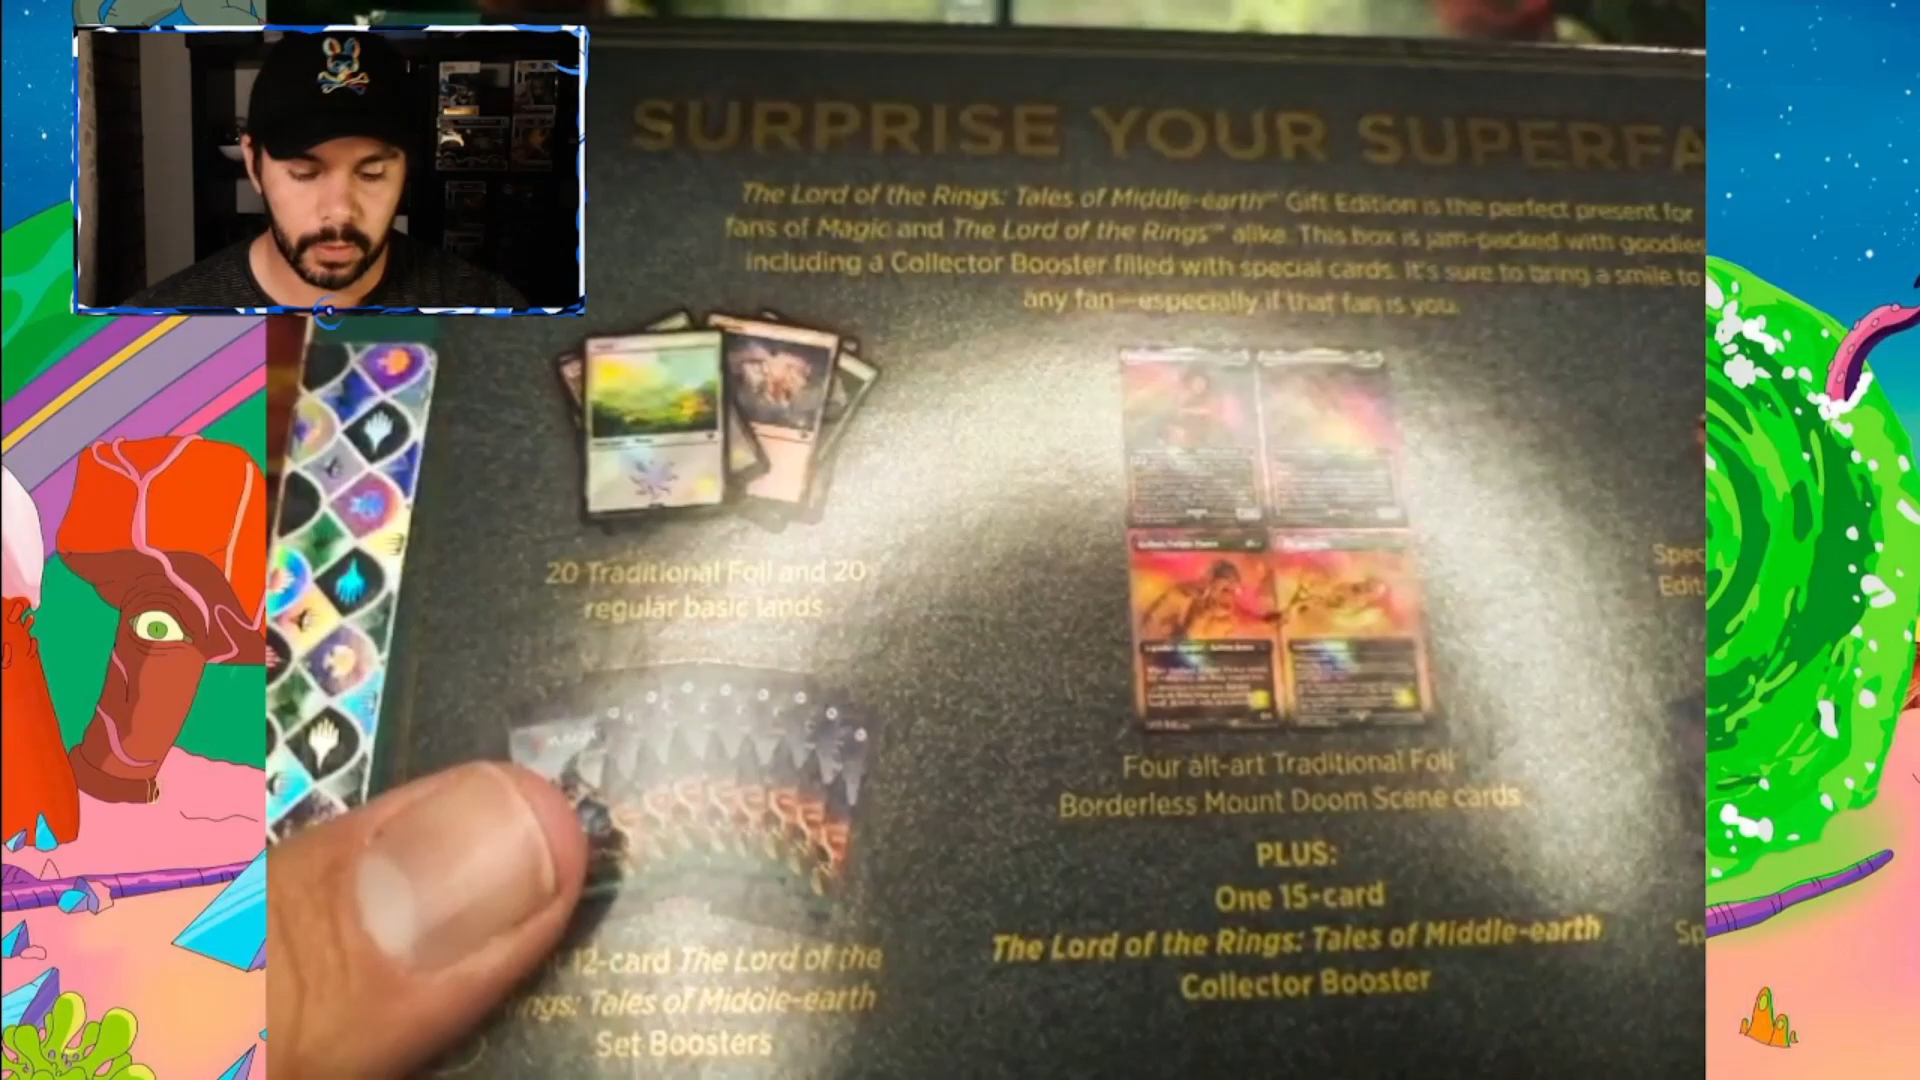 SURPRISE YOUR SUPERFA
The Lord of the Rings: Tales of Middle-earth™ Gift Edition is the perfect present for
fans of Magic and The Lord of the Rings™ alike. This box is jam-packed with goodies
including a Collector Booster filled with special cards. It's sure to bring a smile to
any fan—especially if that fan is you.
20 Traditional Foil and 20
regular basic lands
Four alt-art Traditional Foil
Borderless Mount Doom Scene cards
PLUS:
One 15-card
The Lord of the Rings: Tales of Middle-earth
Collector Booster
12-card The Lord of the
ngs: Tales of Middle-earth
Set Boosters
Spec
Edit
Sp